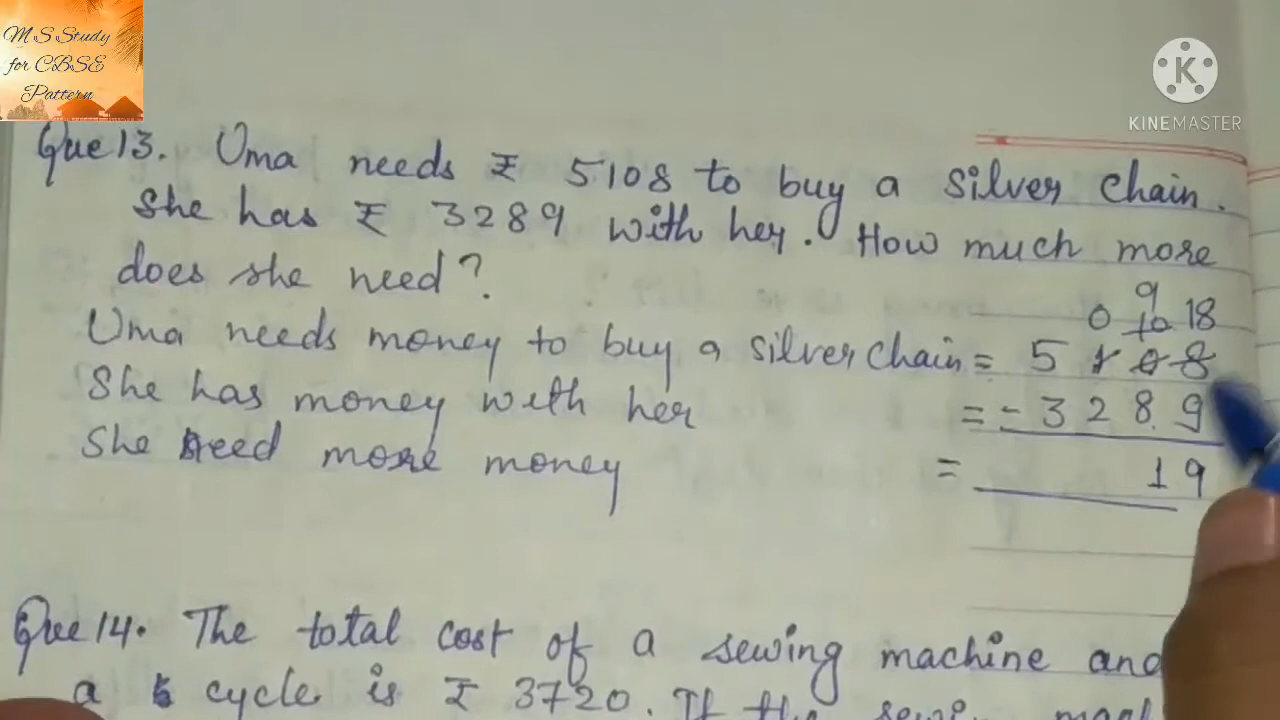 M S Study
for CBSE
Pattern
KINEMASTER
Que 13. Uma needs ₹ 5108 to buy a silver chain.
She has ₹ 3289 with her. How much more
does she need?
9
0 10 18
Uma needs money to buy a silver chain = 5 1 0 8
She has money with her = - 3 2 8 9
She need more money = 1 9
Que 14. The total cost of a sewing machine and
a cycle is ₹ 3720. If the